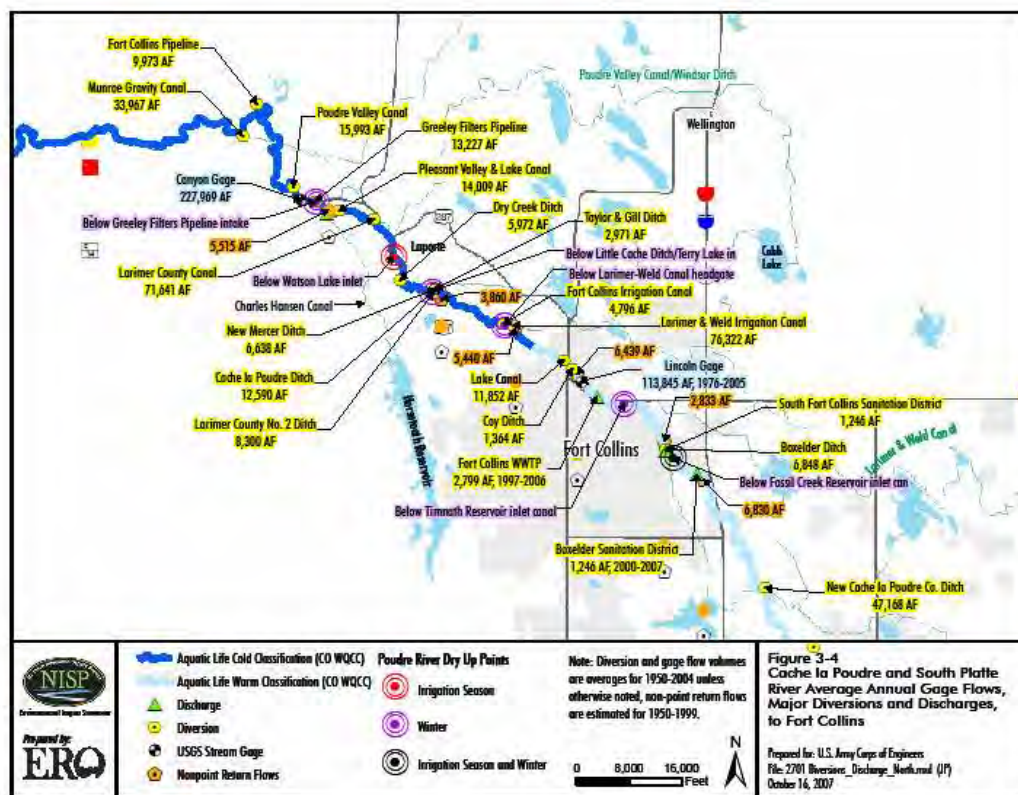 Fort Collins Pipeline
9,973 AF
Munroe Gravity Canal
33,967 AF
Poudre Valley Canal
15,993 AF
Greeley Filters Pipeline
13,227 AF
Poudre Valley Canal/Windsor Ditch
Wellington
Canyon Gage
227,969 AF
Pleasant Valley & Lake Canal
14,009 AF
Below Greeley Filters Pipeline intake
5,515 AF
Dry Creek Ditch
5,972 AF
Taylor & Gill Ditch
2,971 AF
287
Laporte
Cobb
Lake
Larimer County Canal
71,641 AF
Below Watson Lake inlet
Below Little Cache Ditch/Terry Lake in
Below Larimer-Weld Canal headgate
Charles Hansen Canal
3,860 AF
Fort Collins Irrigation Canal
4,796 AF
New Mercer Ditch
6,638 AF
Larimer & Weld Irrigation Canal
76,322 AF
5,440 AF
6,439 AF
Cache la Poudre Ditch
12,590 AF
Lake Canal
11,852 AF
Lincoln Gage
113,845 AF, 1976-2005
2,833 AF
South Fort Collins Sanitation District
1,246 AF
Larimer County No. 2 Ditch
8,300 AF
Horsetooth Reservoir
Coy Ditch
1,364 AF
Fort Collins
Boxelder Ditch
6,848 AF
Larimer & Weld Canal
Fort Collins WWTP
2,799 AF, 1997-2006
Below Fossil Creek Reservoir inlet can
Below Timnath Reservoir inlet canal
6,830 AF
Boxelder Sanitation District
1,246 AF, 2000-2007
New Cache la Poudre Co. Ditch
47,168 AF
NISP
Environmental Impact Statement
Prepared by:
ERO
Aquatic Life Cold Classification (CO WQCC)
Aquatic Life Warm Classification (CO WQCC)
Discharge
Diversion
USGS Stream Gage
Nonpoint Return Flows
Poudre River Dry Up Points
Irrigation Season
Winter
Irrigation Season and Winter
Note: Diversion and gage flow volumes
are averages for 1950-2004 unless
otherwise noted, non-point return flows
are estimated for 1950-1999.
0 8,000 16,000
Feet
N
Figure 3-4
Cache la Poudre and South Platte
River Average Annual Gage Flows,
Major Diversions and Discharges,
to Fort Collins
Prepared for: U.S. Army Corps of Engineers
File: 2701 Diversions_Discharge_North.mxd (JP)
October 16, 2007